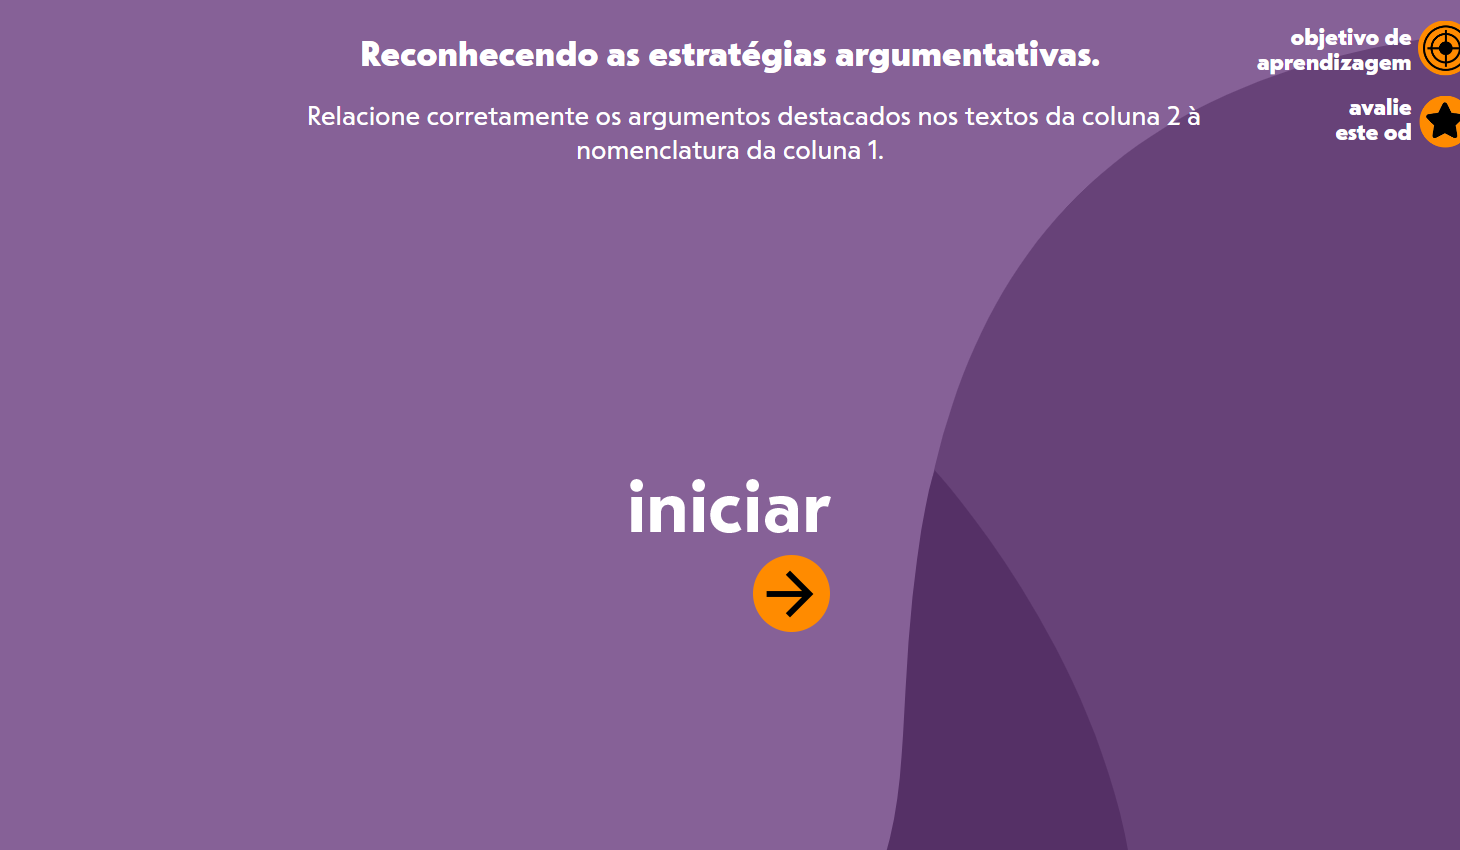 Reconhecendo as estratégias argumentativas.
Relacione corretamente os argumentos destacados nos textos da coluna 2 à
nomenclatura da coluna 1.
objetivo de
aprendizagem
avalie
este od
iniciar